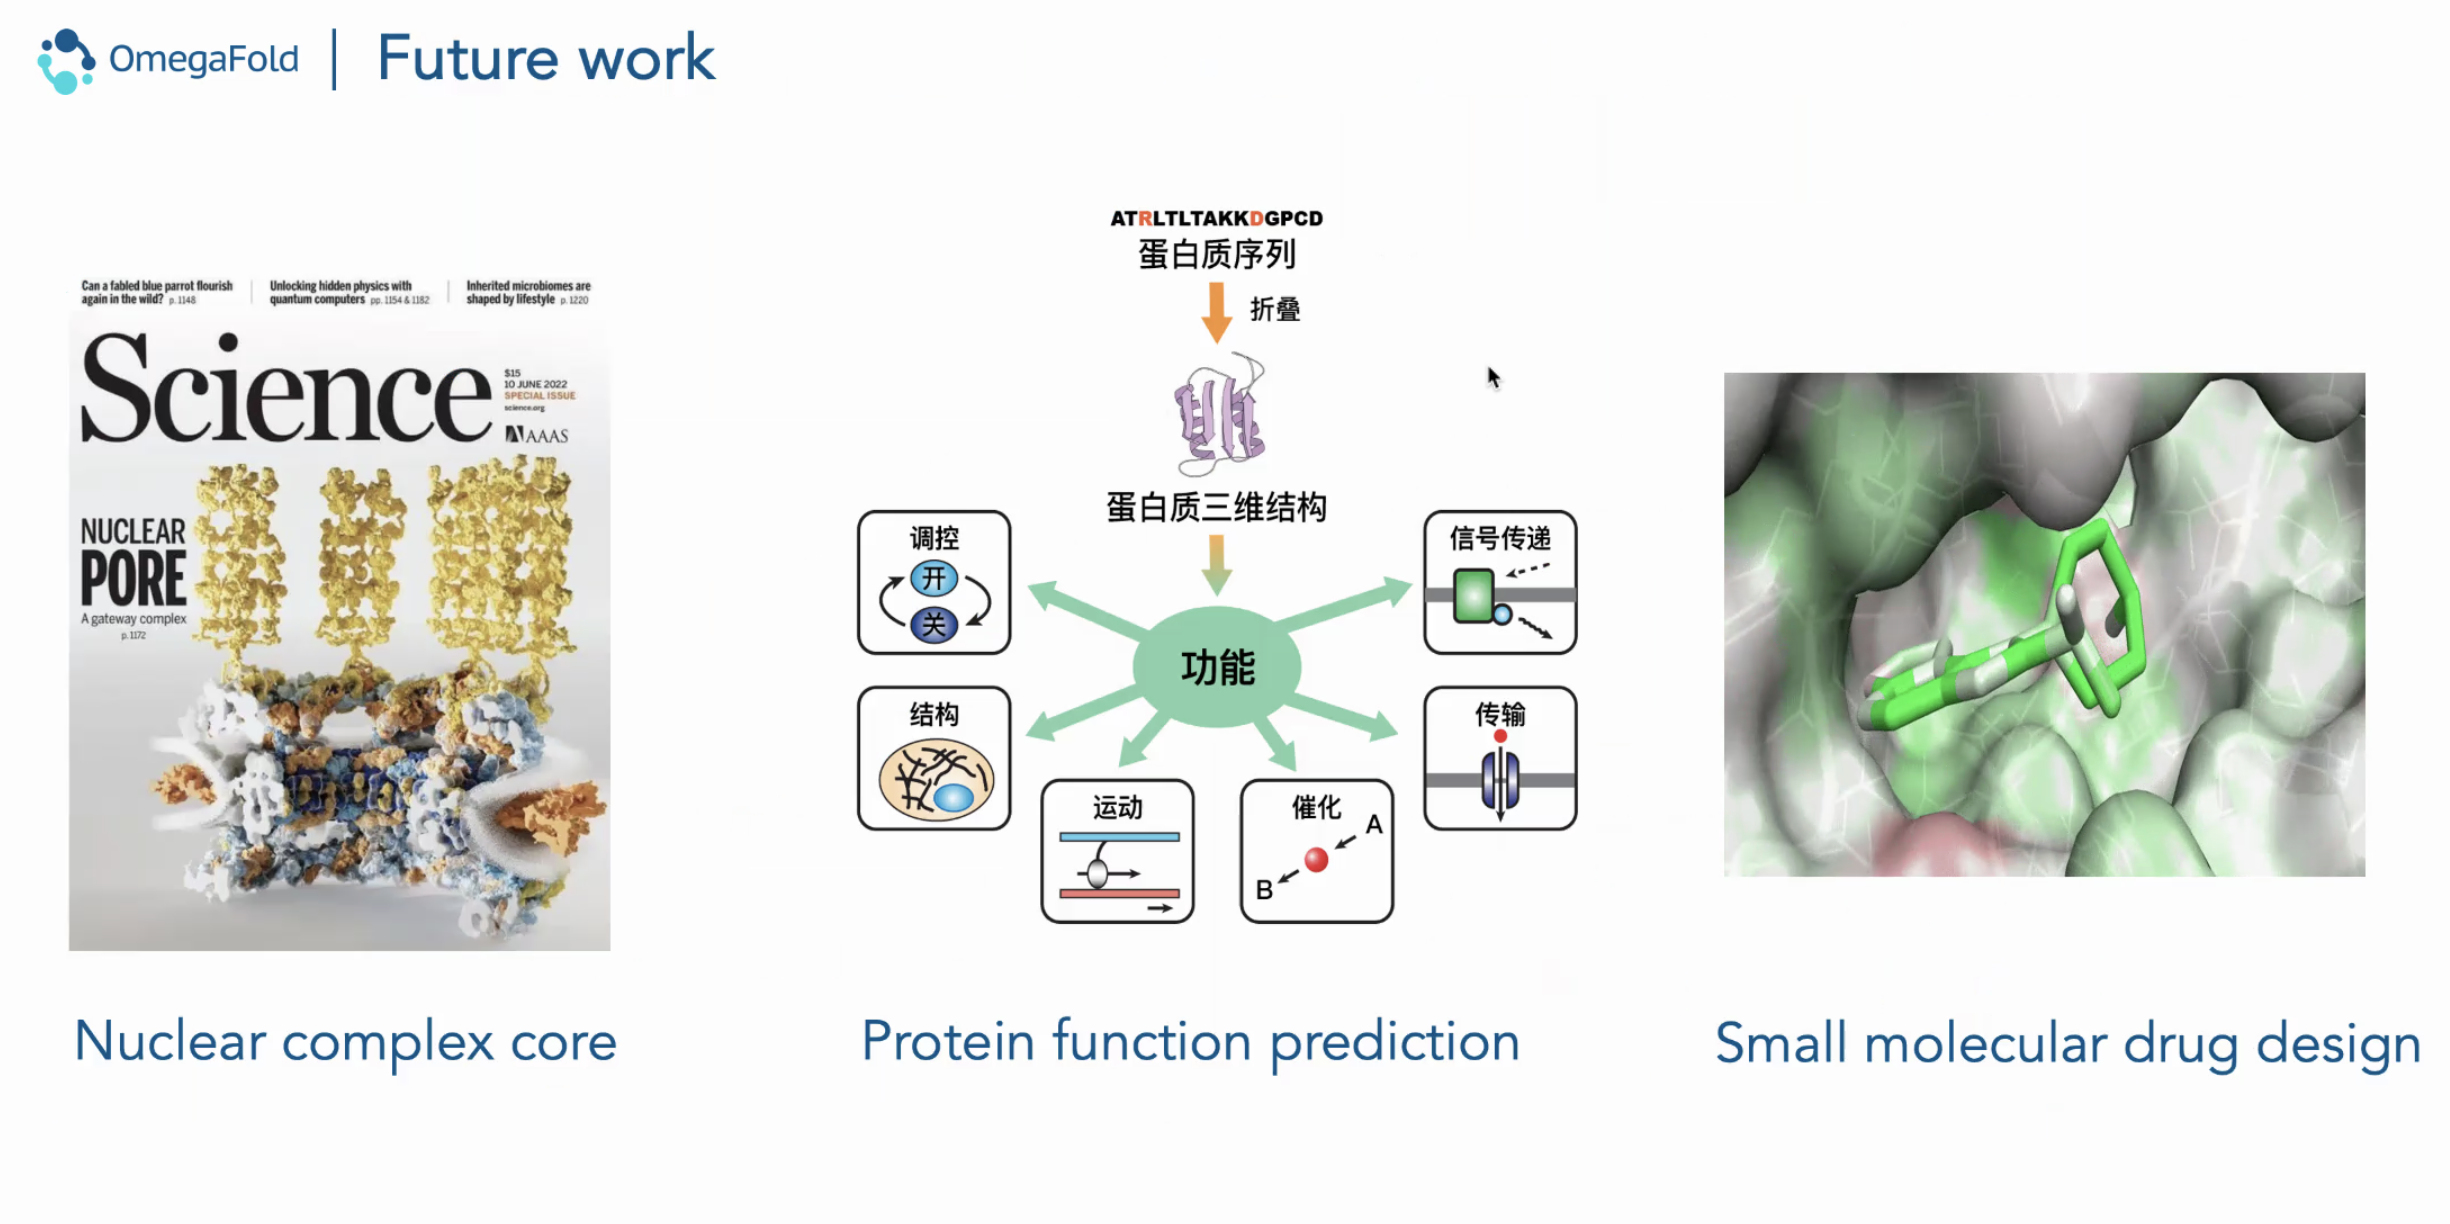 OmegaFold
Future work
Can a fabled blue parrot flourish
again in the wild? p. 1148
Unlocking hidden physics with
quantum computers pp. 1154 & 1182
Inherited microbiomes are
shaped by lifestyle p. 1220
Science
$15
10 JUNE 2022
SPECIAL ISSUE
science.org
AAAS
NUCLEAR
PORE
A gateway complex
p. 1172
Nuclear complex core
ATRLTLTAKKDGPCD
蛋白质序列
折叠
蛋白质三维结构
功能
调控
开
关
结构
运动
催化
A
B
信号传递
传输
Protein function prediction
Small molecular drug design